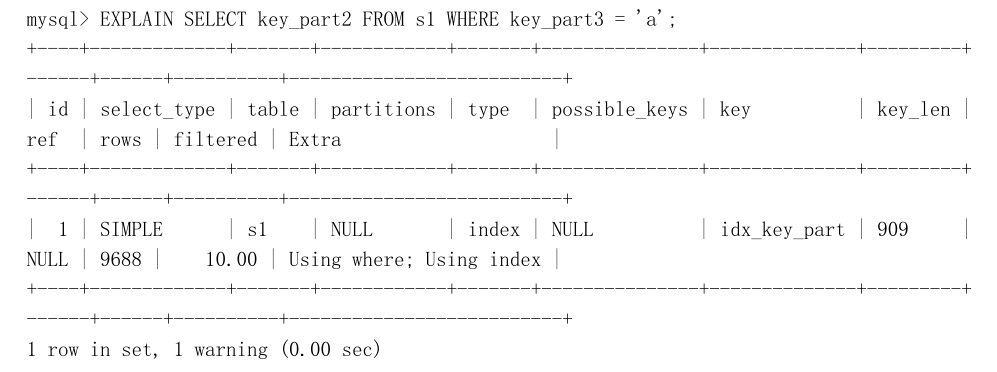 mysql> EXPLAIN SELECT key_part2 FROM s1 WHERE key_part3 = 'a';
+----+-------------+-------+------------+-------+---------------+--------------+---------+
------+------+----------+--------------------------+
| id | select_type | table | partitions | type  | possible_keys | key          | key_len |
ref  | rows | filtered | Extra                    |
+----+-------------+-------+------------+-------+---------------+--------------+---------+
------+------+----------+--------------------------+
|  1 | SIMPLE      | s1    | NULL       | index | NULL          | idx_key_part | 909     |
NULL | 9688 |    10.00 | Using where; Using index |
+----+-------------+-------+------------+-------+---------------+--------------+---------+
------+------+----------+--------------------------+
1 row in set, 1 warning (0.00 sec)